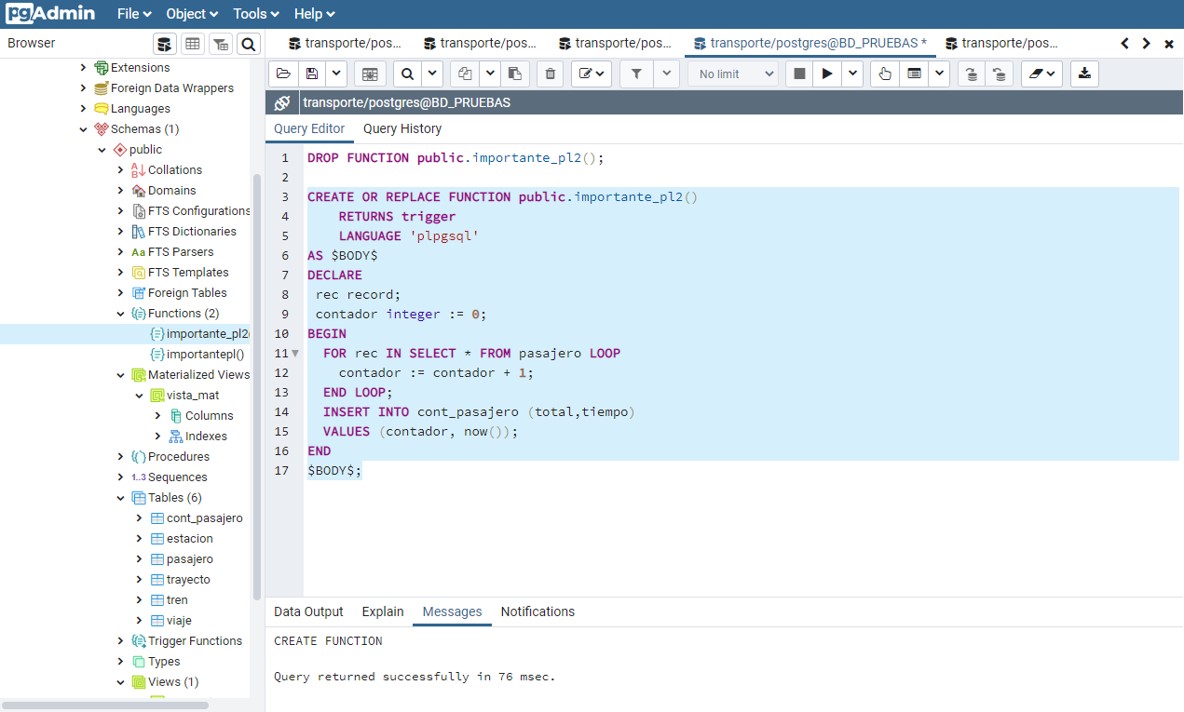 pgAdmin File Object Tools Help
Browser
transporte/pos... transporte/pos... transporte/pos... transporte/postgres@BD_PRUEBAS * transporte/pos...
No limit
transporte/postgres@BD_PRUEBAS
Query Editor Query History
Extensions
Foreign Data Wrappers
Languages
Schemas (1)
public
Collations
Domains
FTS Configurations
FTS Dictionaries
Aa FTS Parsers
FTS Templates
Foreign Tables
Functions (2)
importante_pl2(
importantepl()
Materialized Views
vista_mat
Columns
Indexes
Procedures
1..3 Sequences
Tables (6)
cont_pasajero
estacion
pasajero
trayecto
tren
viaje
Trigger Functions
Types
Views (1)
1 DROP FUNCTION public.importante_pl2();
2
3 CREATE OR REPLACE FUNCTION public.importante_pl2()
4 RETURNS trigger
5 LANGUAGE 'plpgsql'
6 AS $BODY$
7 DECLARE
8 rec record;
9 contador integer := 0;
10 BEGIN
11 FOR rec IN SELECT * FROM pasajero LOOP
12 contador := contador + 1;
13 END LOOP;
14 INSERT INTO cont_pasajero (total,tiempo)
15 VALUES (contador, now());
16 END
17 $BODY$;
Data Output Explain Messages Notifications
CREATE FUNCTION
Query returned successfully in 76 msec.